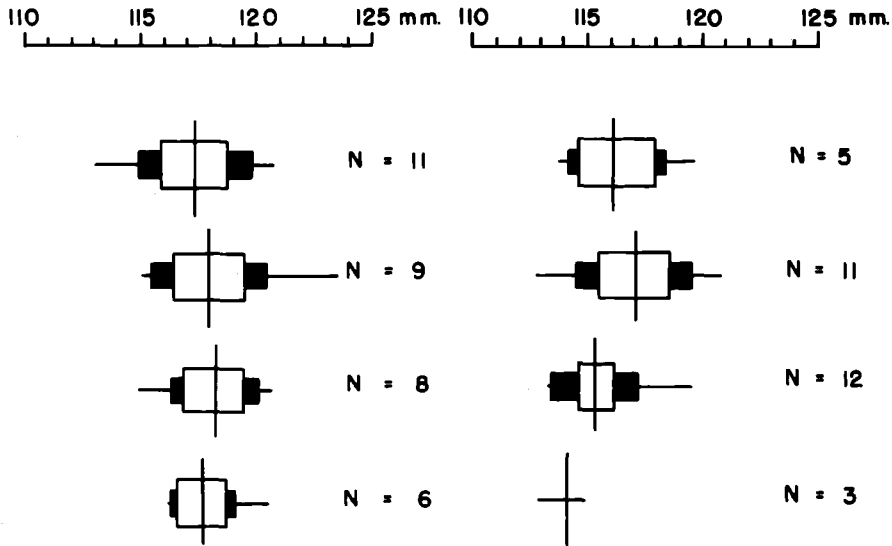 110 115 120 125 mm. 110 115 120 125 mm.
N = 11 N = 5
N = 9 N = 11
N = 8 N = 12
N = 6 N = 3